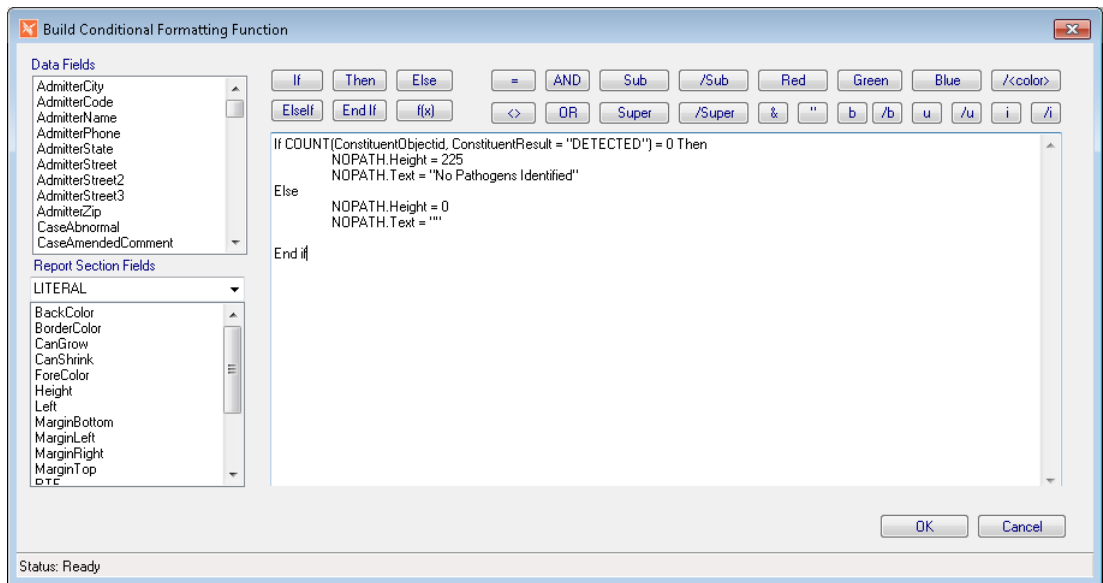 Build Conditional Formatting Function
Data Fields
AdmitterCity
AdmitterCode
AdmitterName
AdmitterPhone
AdmitterState
AdmitterStreet
AdmitterStreet2
AdmitterStreet3
AdmitterZip
CaseAbnormal
CaseAmendedComment
Report Section Fields
LITERAL
BackColor
BorderColor
CanGrow
CanShrink
ForeColor
Height
Left
MarginBottom
MarginLeft
MarginRight
MarginTop
RTF
If Then Else = AND Sub /Sub Red Green Blue /<color>
ElseIf End If f(x) <> OR Super /Super & " b /b u /u i /i
If COUNT(ConstituentObjectid, ConstituentResult = "DETECTED") = 0 Then
NOPATH.Height = 225
NOPATH.Text = "No Pathogens Identified"
Else
NOPATH.Height = 0
NOPATH.Text = ""
End if
OK Cancel
Status: Ready